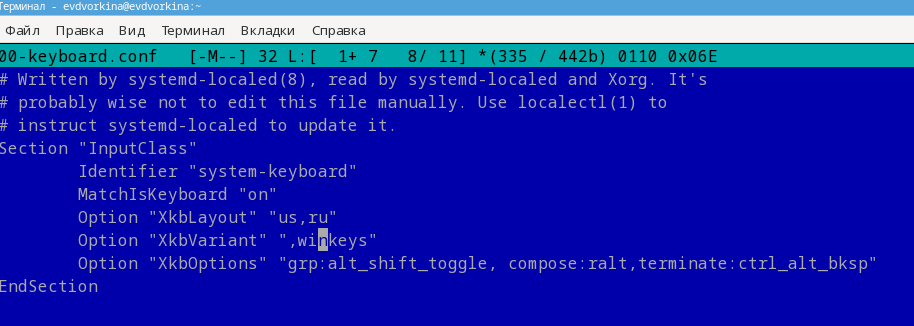 Терминал - evdvorkina@evdvorkina:~
Файл Правка Вид Терминал Вкладки Справка
00-keyboard.conf [-M--] 32 L:[ 1+ 7 8/ 11] *(335 / 442b) 0110 0x06E
# Written by systemd-localed(8), read by systemd-localed and Xorg. It's
# probably wise not to edit this file manually. Use localectl(1) to
# instruct systemd-localed to update it.
Section "InputClass"
Identifier "system-keyboard"
MatchIsKeyboard "on"
Option "XkbLayout" "us,ru"
Option "XkbVariant" ",winkeys"
Option "XkbOptions" "grp:alt_shift_toggle, compose:ralt,terminate:ctrl_alt_bksp"
EndSection